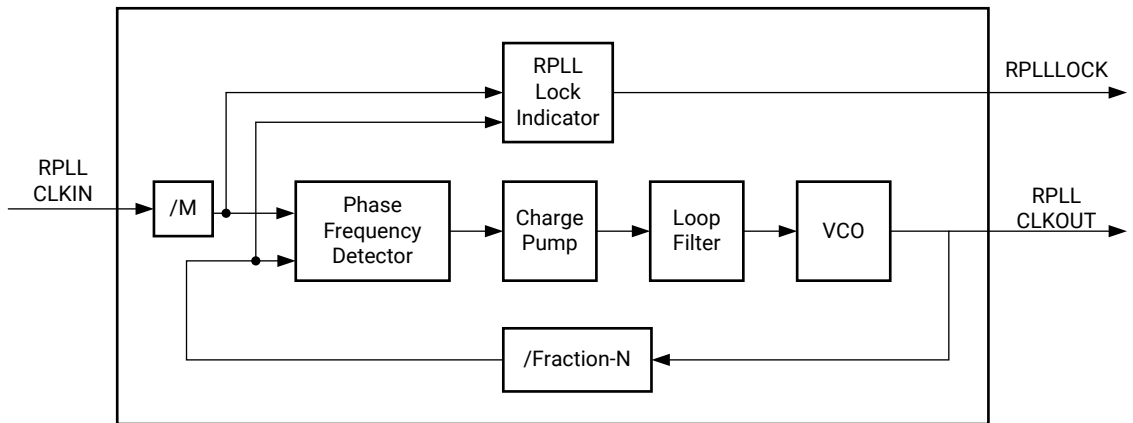 RPLL
Lock
Indicator
RPLLLOCK
RPLL
CLKIN
/M
Phase
Frequency
Detector
Charge
Pump
Loop
Filter
VCO
RPLL
CLKOUT
/Fraction-N